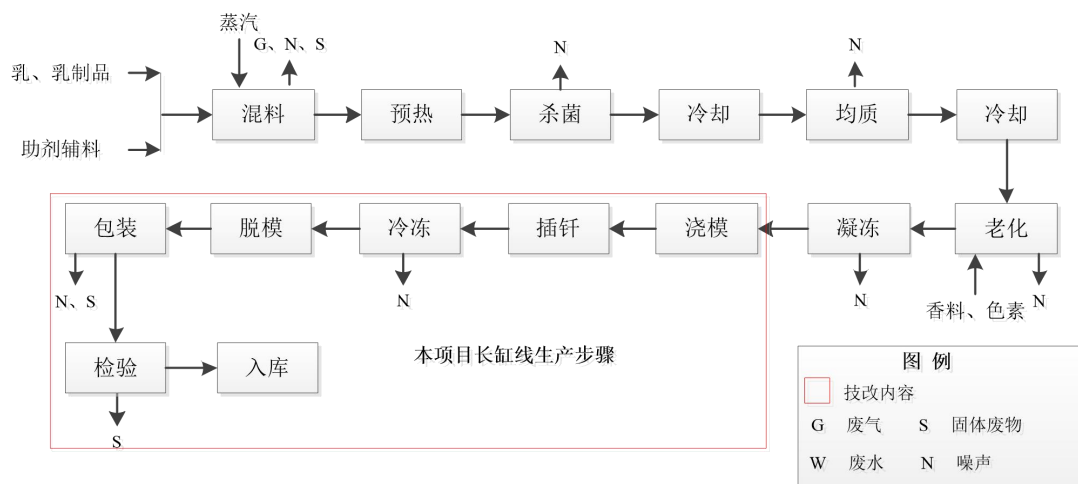 蒸汽
G、N、S
N
N
乳、乳制品
混料
预热
杀菌
冷却
均质
冷却
助剂辅料
包装
脱模
冷冻
插钎
浇模
凝冻
老化
N、S
N
N
N
香料、色素
检验
入库
本项目长缸线生产步骤
S
图 例
技改内容
G 废气 S 固体废物
W 废水 N 噪声